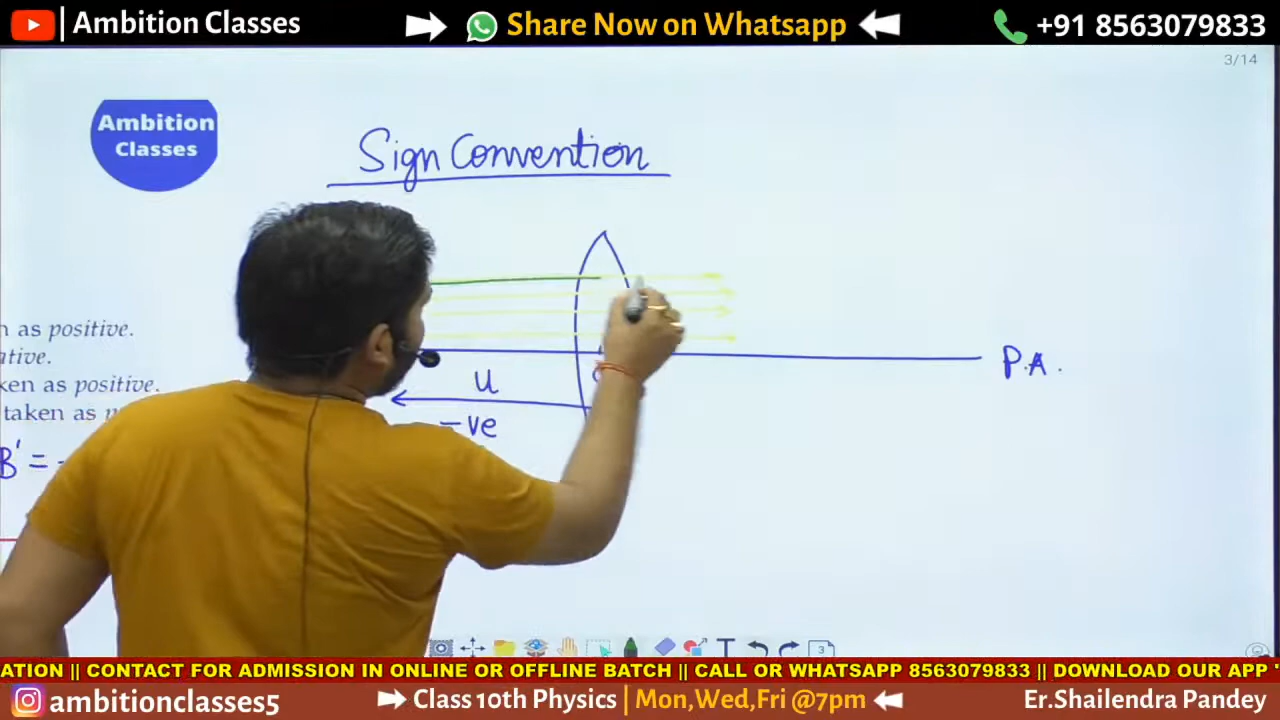 Ambition Classes
Share Now on Whatsapp
+91 8563079833
3/14
Ambition
Classes
Sign Convention
n as positive.
ative.
ken as positive.
taken as
P.A.
u
-ve
B' =
3
ATION || CONTACT FOR ADMISSION IN ONLINE OR OFFLINE BATCH || CALL OR WHATSAPP 8563079833 || DOWNLOAD OUR APP '
ambitionclasses5
Class 10th Physics | Mon,Wed,Fri @7pm
Er.Shailendra Pandey